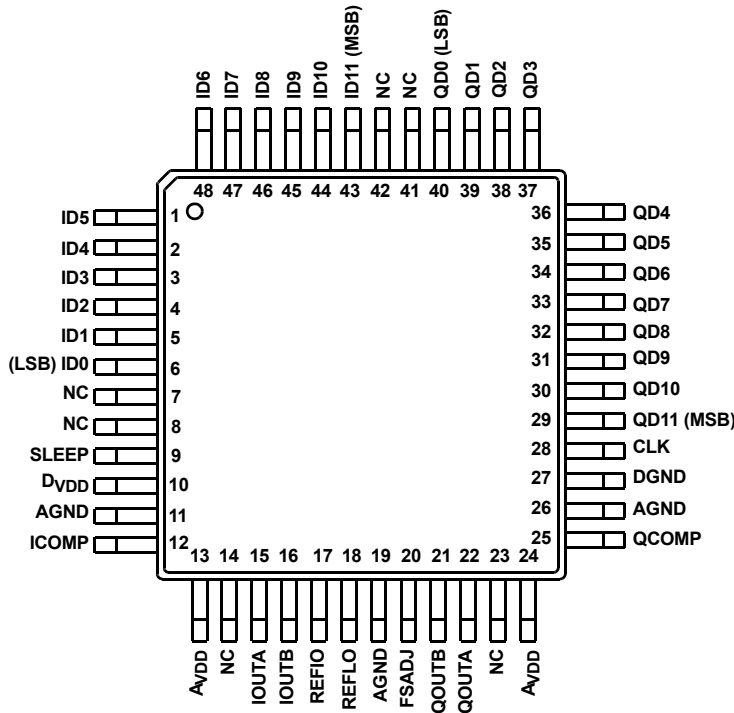 ID6
ID7
ID8
ID9
ID10
ID11 (MSB)
NC
NC
QD0 (LSB)
QD1
QD2
QD3
48
47
46
45
44
43
42
41
40
39
38
37
ID5
1
ID4
2
ID3
3
ID2
4
ID1
5
(LSB) ID0
6
NC
7
NC
8
SLEEP
9
DVDD
10
AGND
11
ICOMP
12
36
QD4
35
QD5
34
QD6
33
QD7
32
QD8
31
QD9
30
QD10
29
QD11 (MSB)
28
CLK
27
DGND
26
AGND
25
QCOMP
13
14
15
16
17
18
19
20
21
22
23
24
AVDD
NC
IOUTA
IOUTB
REFIO
REFLO
AGND
FSADJ
QOUTB
QOUTA
NC
AVDD